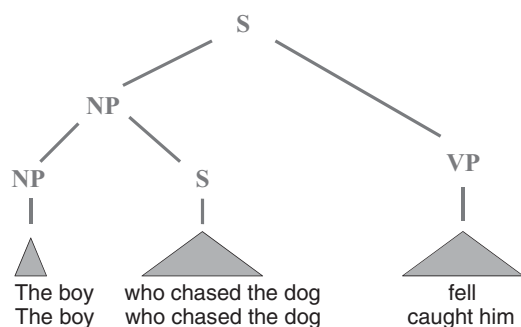 S
NP
NP S VP
The boy who chased the dog fell
The boy who chased the dog caught him